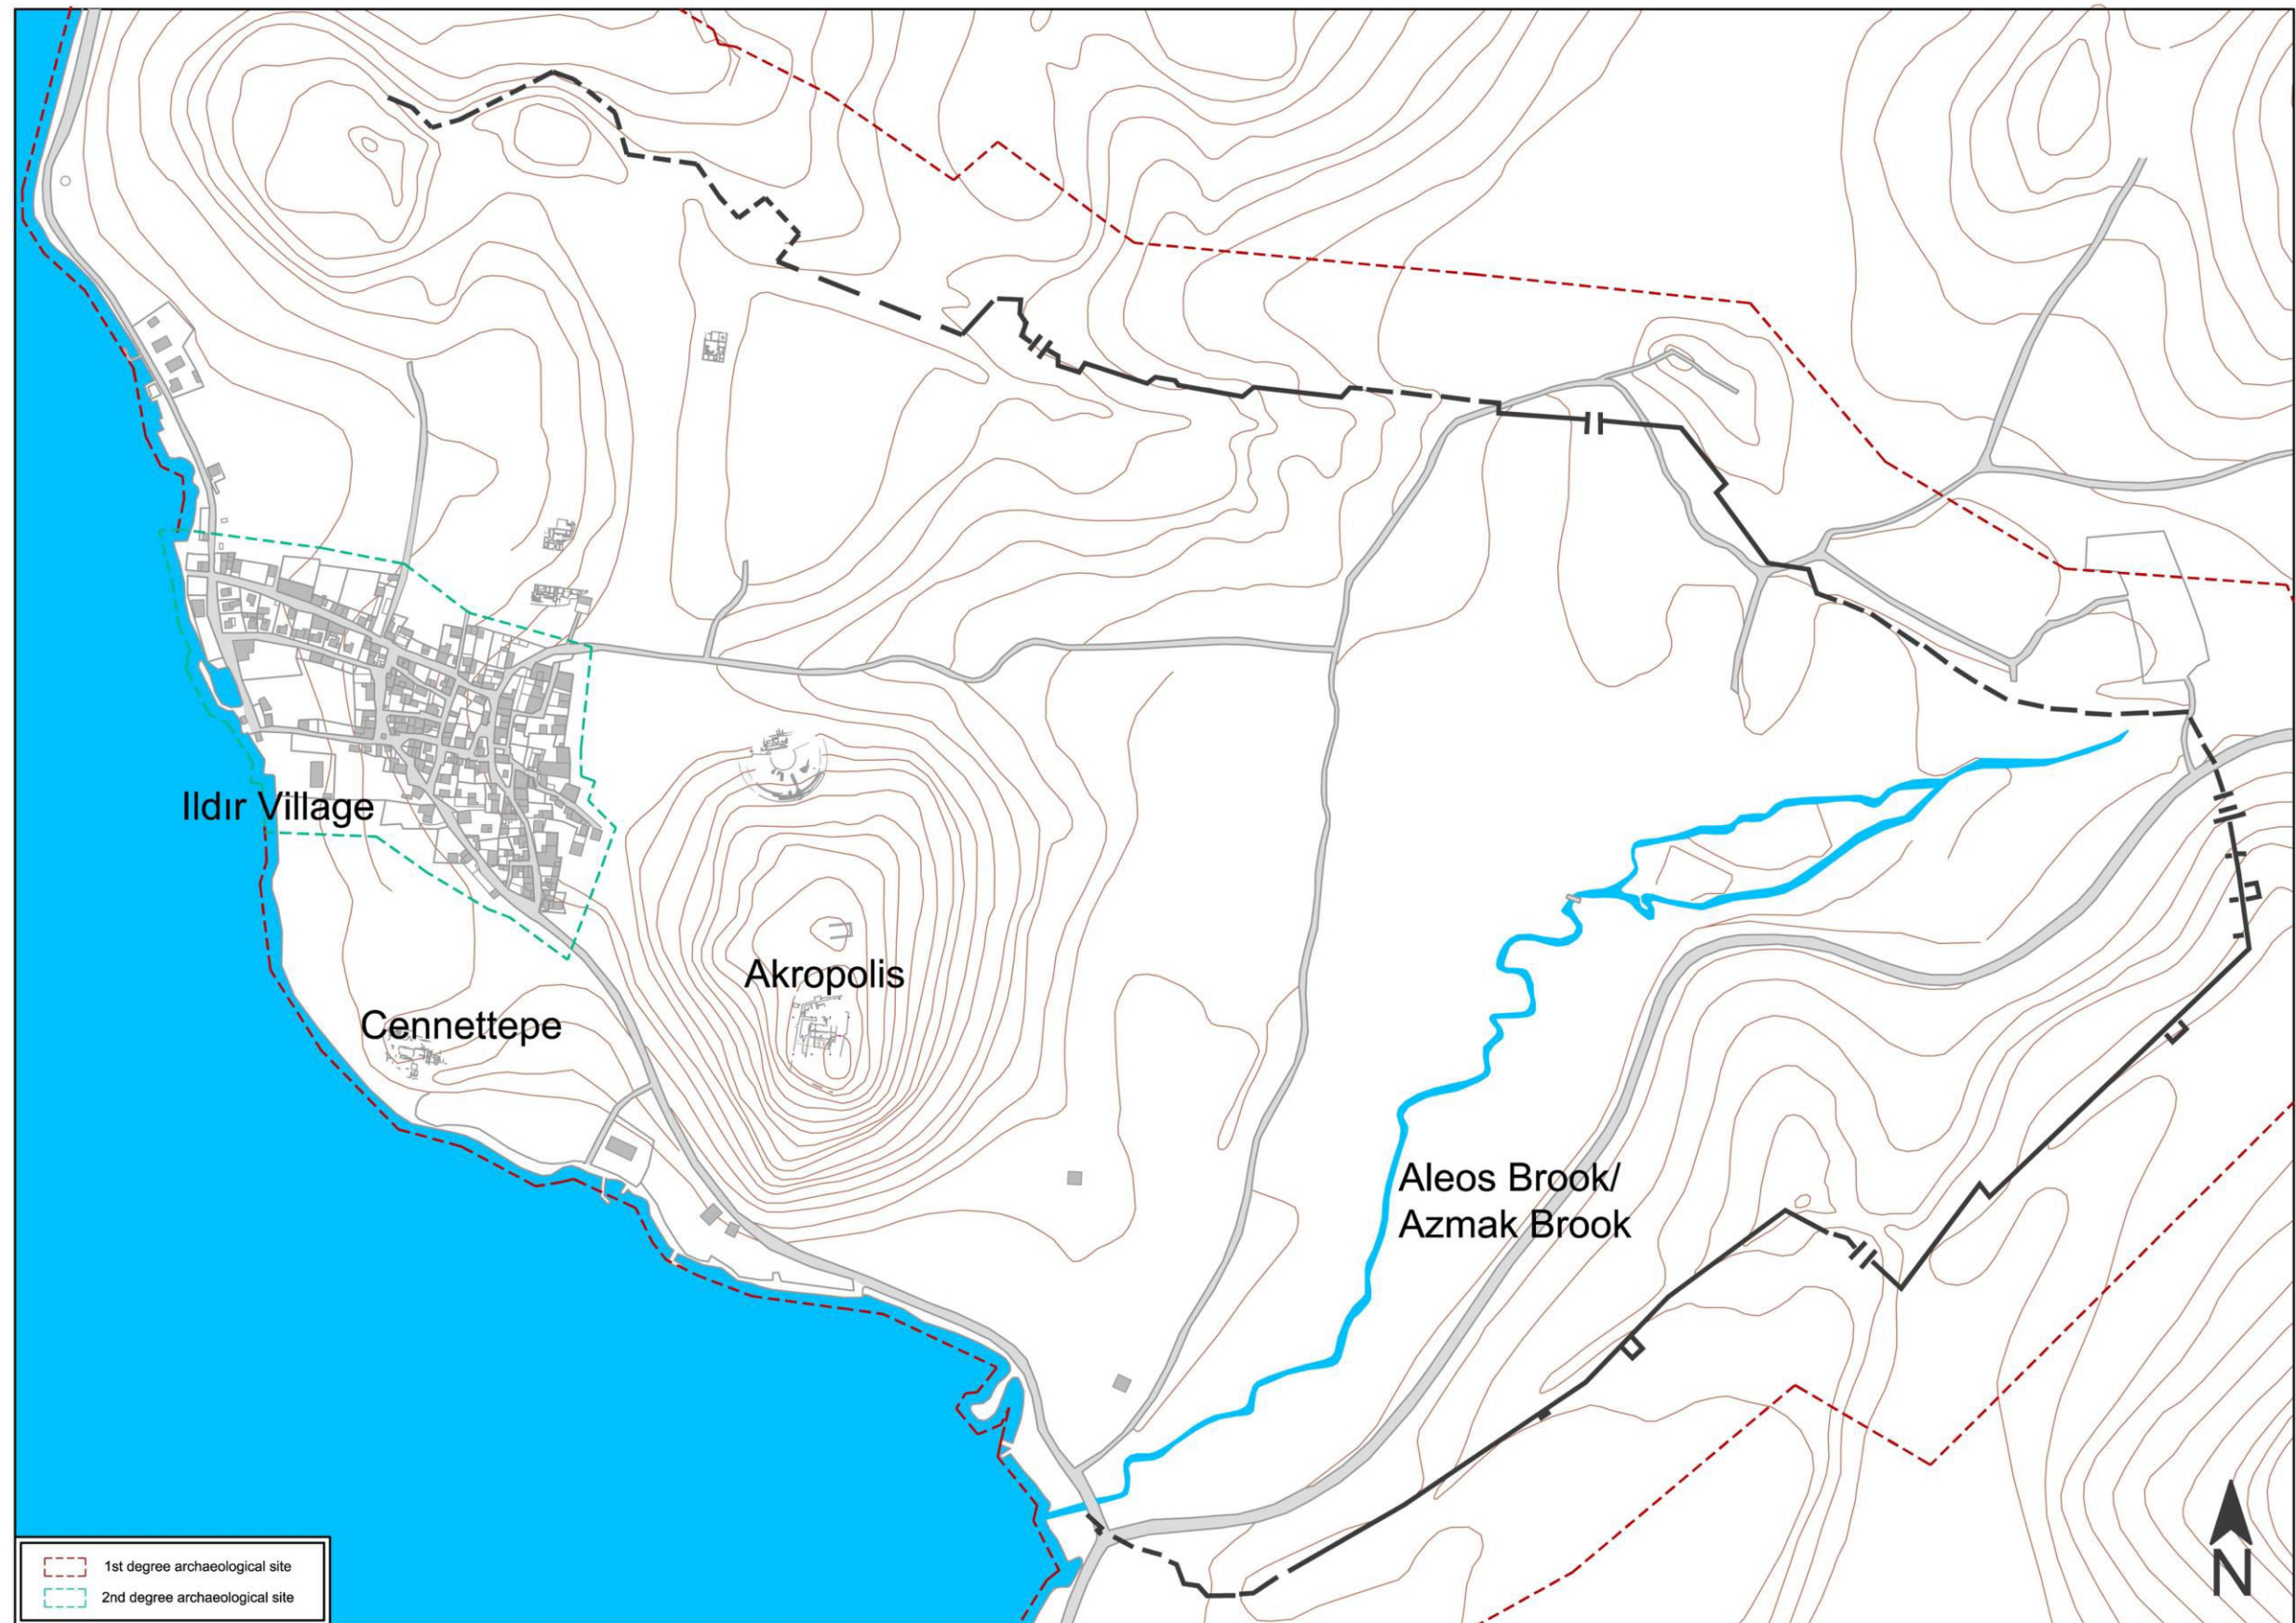 Ildır Village
Akropolis
Cennettepe
Aleos Brook/
Azmak Brook
1st degree archaeological site
2nd degree archaeological site
N